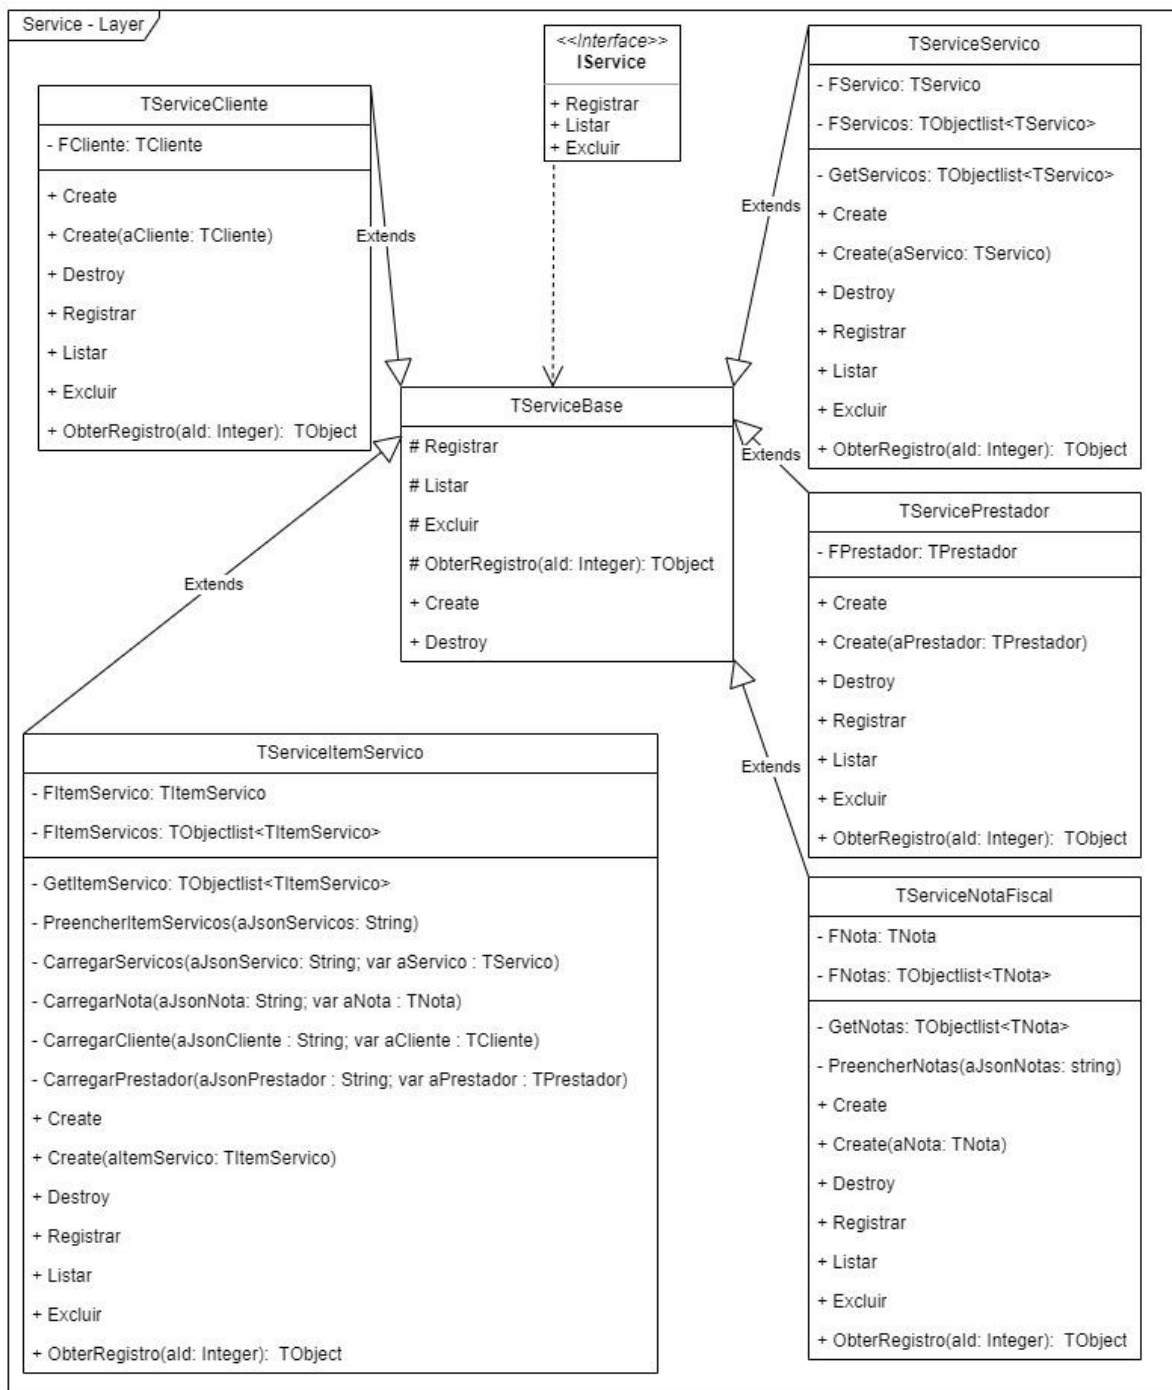 Service - Layer
<<Interface>>
IService
+ Registrar
+ Listar
+ Excluir
TServiceCliente
- FCliente: TCliente
+ Create
+ Create(aCliente: TCliente)
+ Destroy
+ Registrar
+ Listar
+ Excluir
+ ObterRegistro(aId: Integer): TObject
Extends
TServiceServico
- FServico: TServico
- FServicos: TObjectlist<TServico>
- GetServicos: TObjectlist<TServico>
+ Create
+ Create(aServico: TServico)
+ Destroy
+ Registrar
+ Listar
+ Excluir
+ ObterRegistro(aId: Integer): TObject
Extends
TServiceBase
# Registrar
# Listar
# Excluir
# ObterRegistro(aId: Integer): TObject
+ Create
+ Destroy
Extends
TServicePrestador
- FPrestador: TPrestador
+ Create
+ Create(aPrestador: TPrestador)
+ Destroy
+ Registrar
+ Listar
+ Excluir
+ ObterRegistro(aId: Integer): TObject
Extends
TServiceItemServico
- FItemServico: TItemServico
- FItemServicos: TObjectlist<TItemServico>
- GetItemServico: TObjectlist<TItemServico>
- PreencherItemServicos(aJsonServicos: String)
- CarregarServicos(aJsonServico: String; var aServico : TServico)
- CarregarNota(aJsonNota: String; var aNota : TNota)
- CarregarCliente(aJsonCliente : String; var aCliente : TCliente)
- CarregarPrestador(aJsonPrestador : String; var aPrestador : TPrestador)
+ Create
+ Create(aItemServico: TItemServico)
+ Destroy
+ Registrar
+ Listar
+ Excluir
+ ObterRegistro(aId: Integer): TObject
Extends
TServiceNotaFiscal
- FNota: TNota
- FNotas: TObjectlist<TNota>
- GetNotas: TObjectlist<TNota>
- PreencherNotas(aJsonNotas: string)
+ Create
+ Create(aNota: TNota)
+ Destroy
+ Registrar
+ Listar
+ Excluir
+ ObterRegistro(aId: Integer): TObject